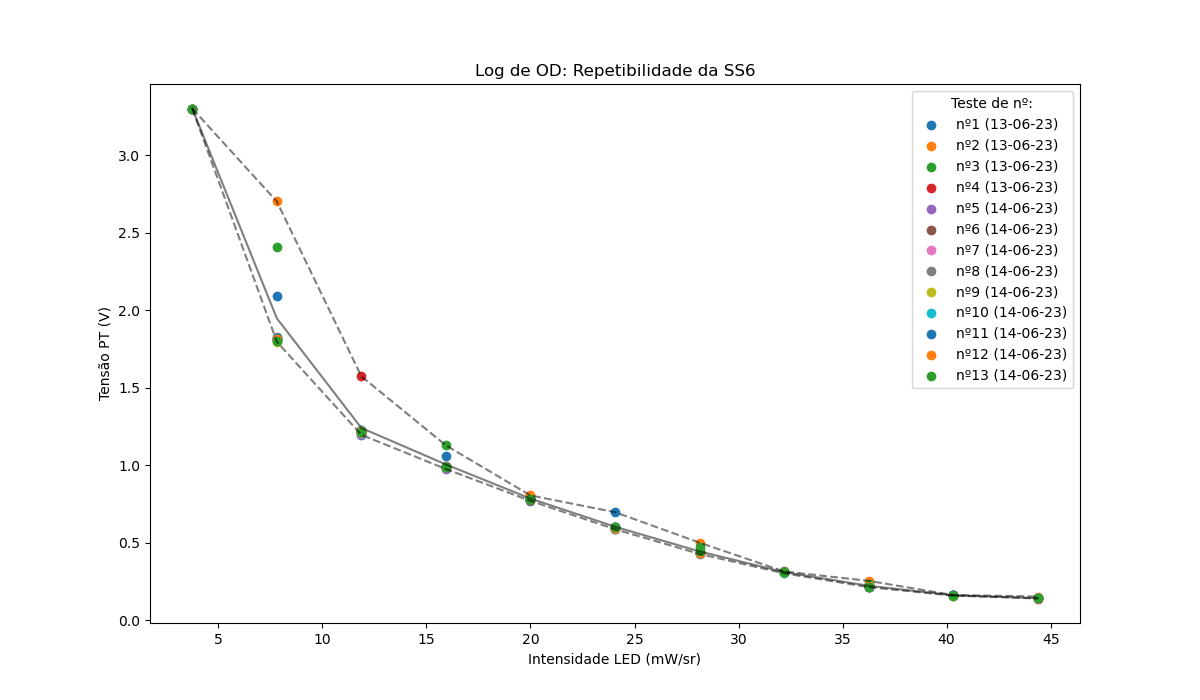 Log de OD: Repetibilidade da SS6
Tensão PT (V)
3.0
2.5
2.0
1.5
1.0
0.5
0.0
5 10 15 20 25 30 35 40 45
Intensidade LED (mW/sr)
Teste de nº:
nº1 (13-06-23)
nº2 (13-06-23)
nº3 (13-06-23)
nº4 (13-06-23)
nº5 (14-06-23)
nº6 (14-06-23)
nº7 (14-06-23)
nº8 (14-06-23)
nº9 (14-06-23)
nº10 (14-06-23)
nº11 (14-06-23)
nº12 (14-06-23)
nº13 (14-06-23)